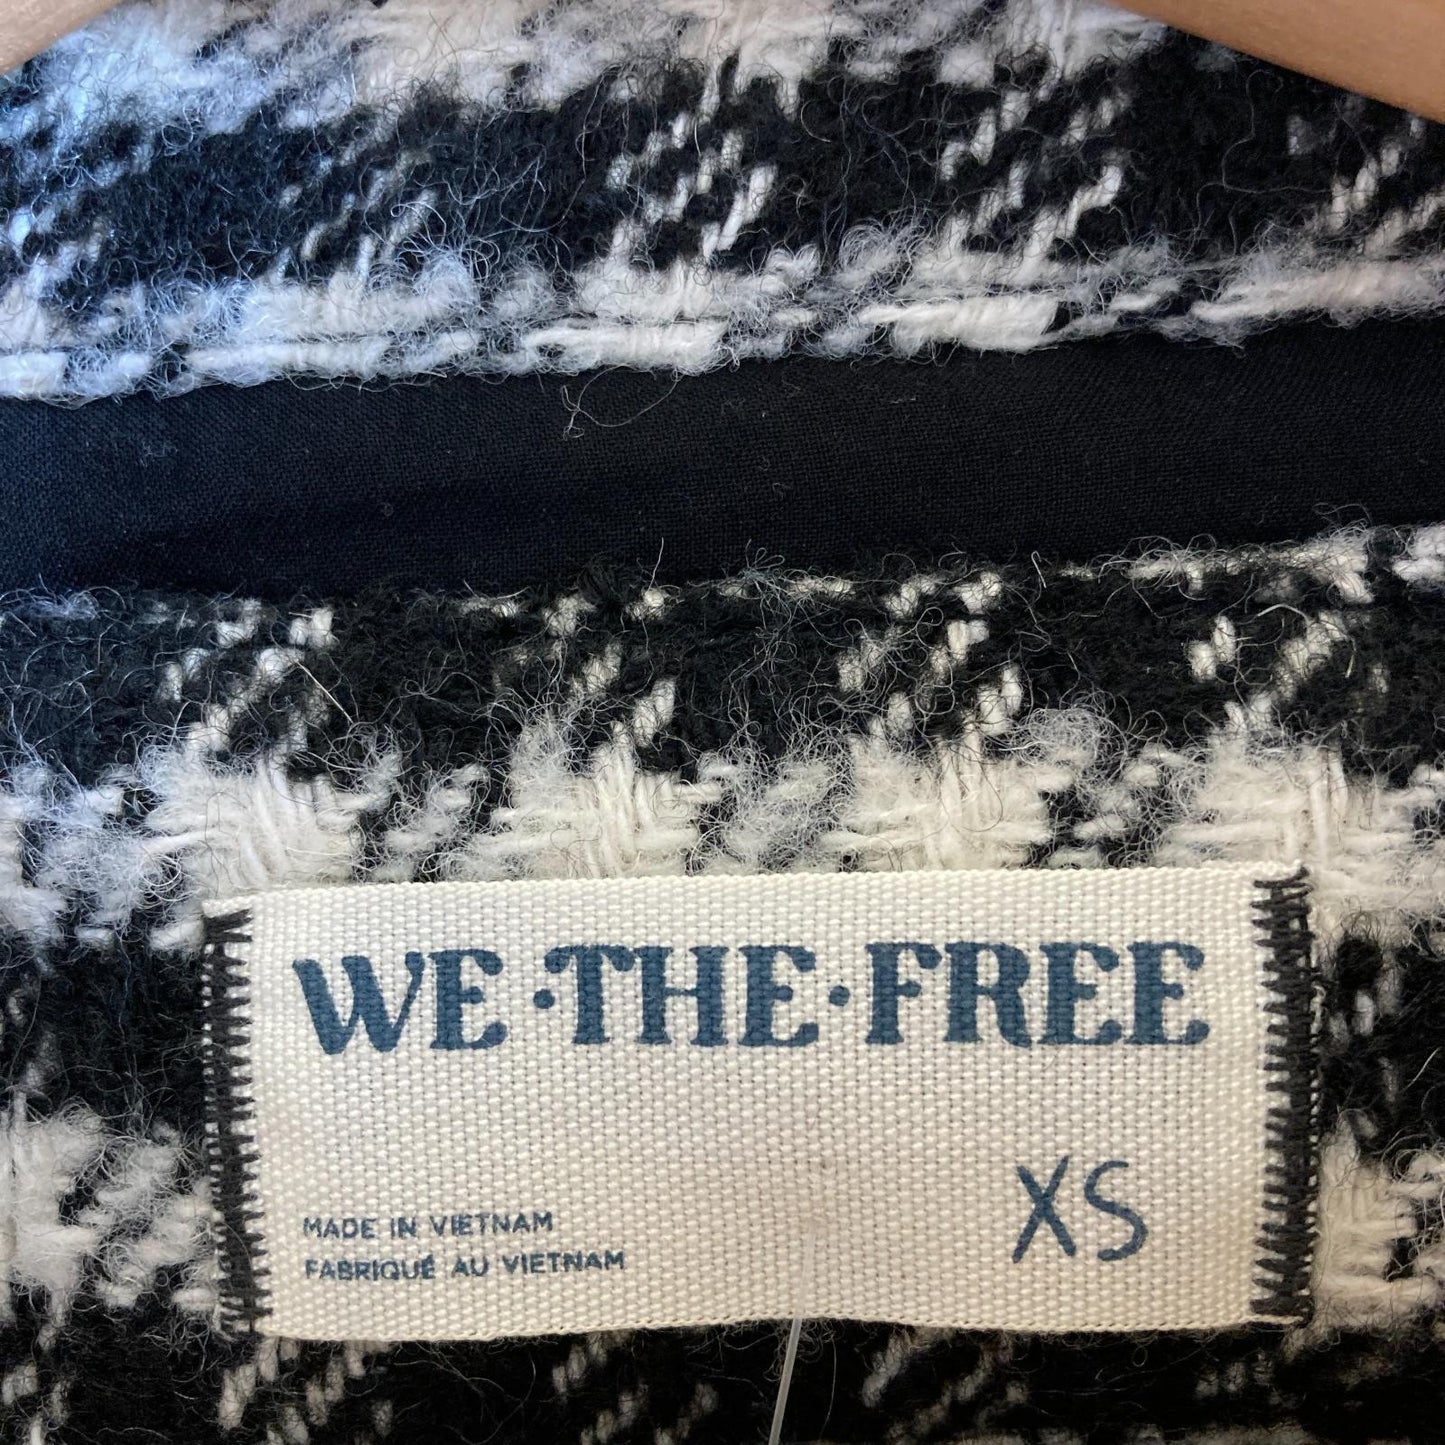 WE·THE·FREE
XS
MADE IN VIETNAM
FABRIQUÉ AU VIETNAM